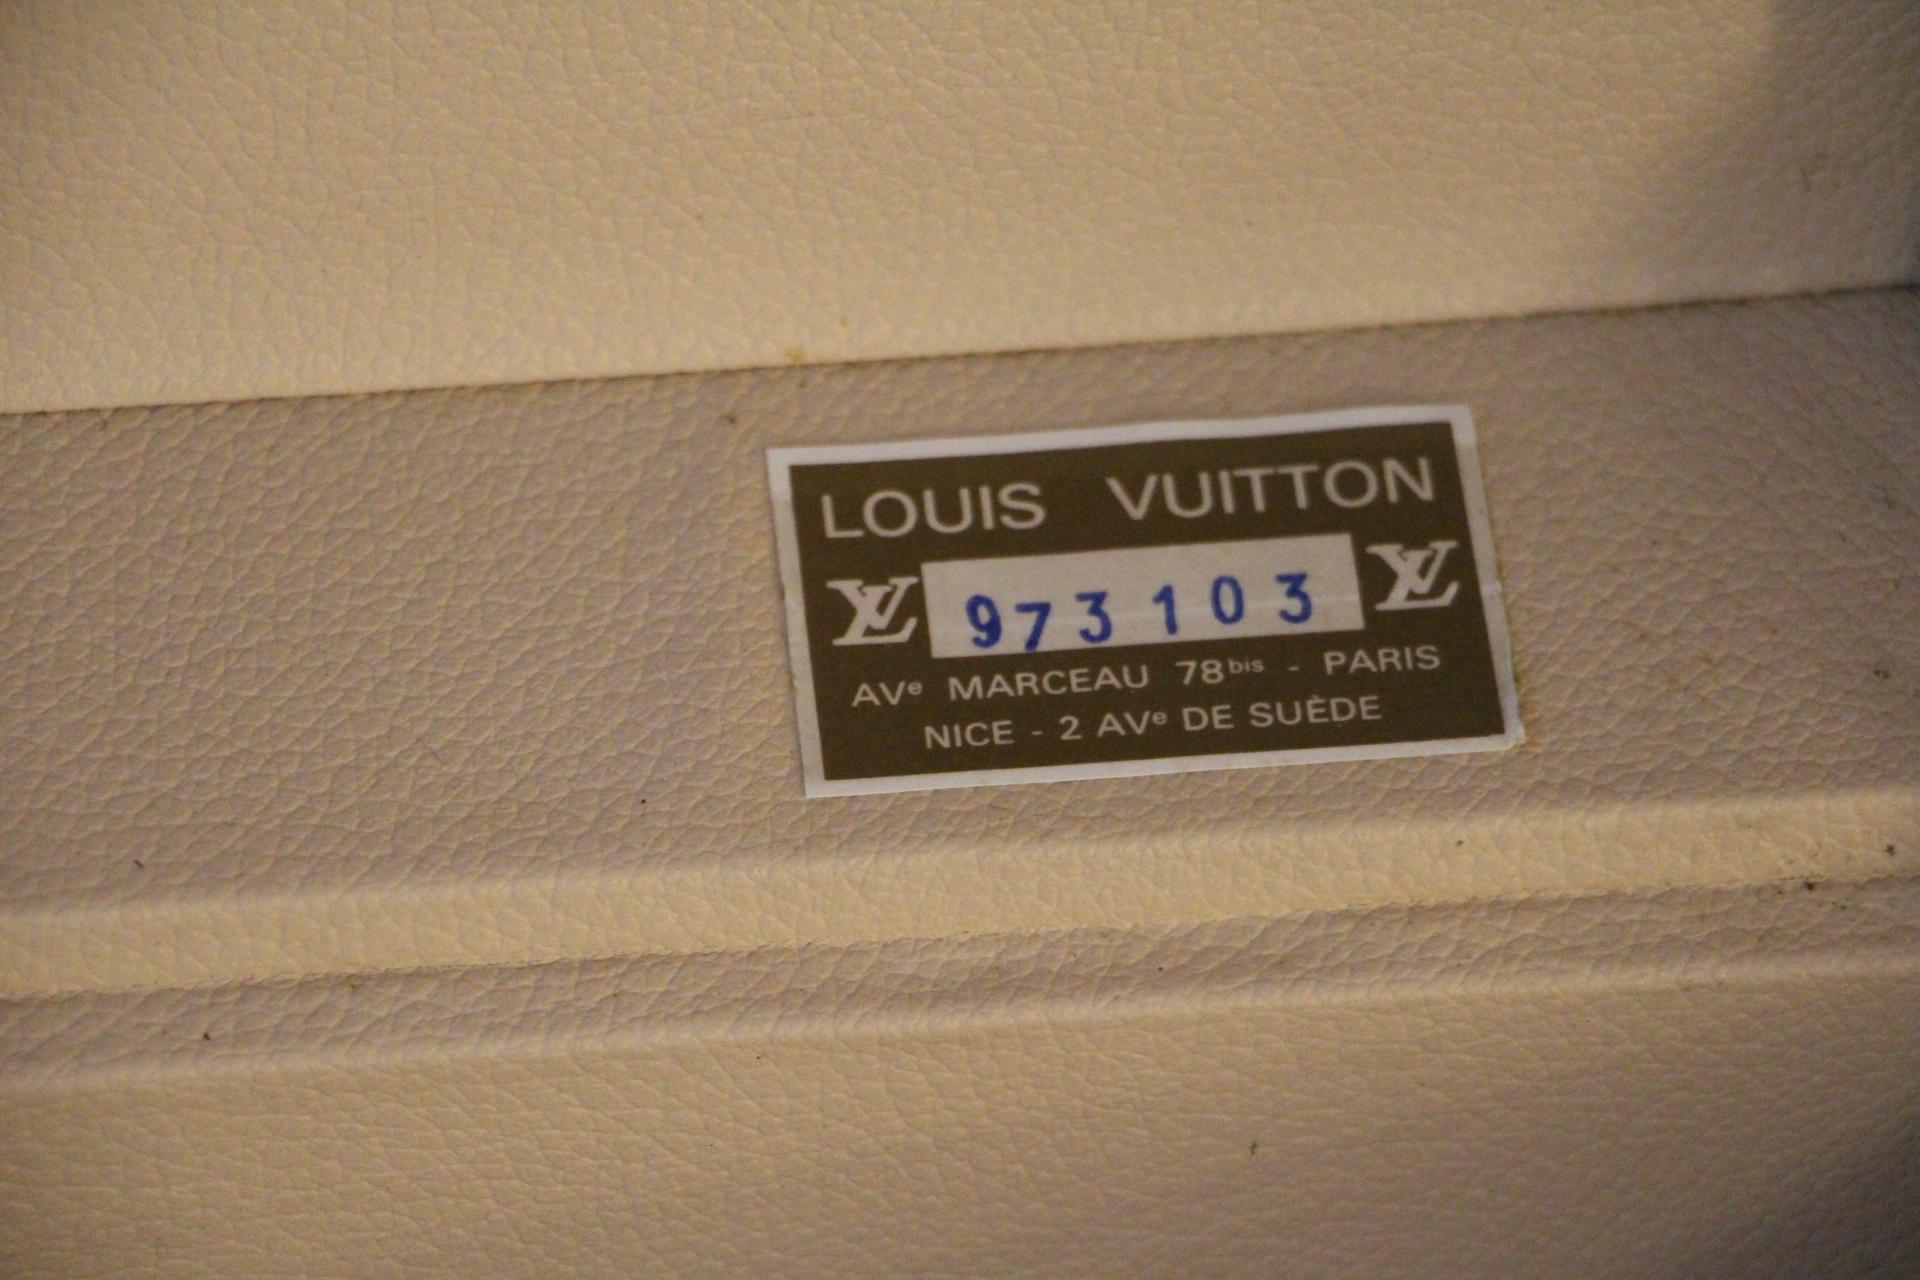 LOUIS VUITTON
LV 973103 LV
AVe MARCEAU 78bis - PARIS
NICE - 2 AVe DE SUÈDE